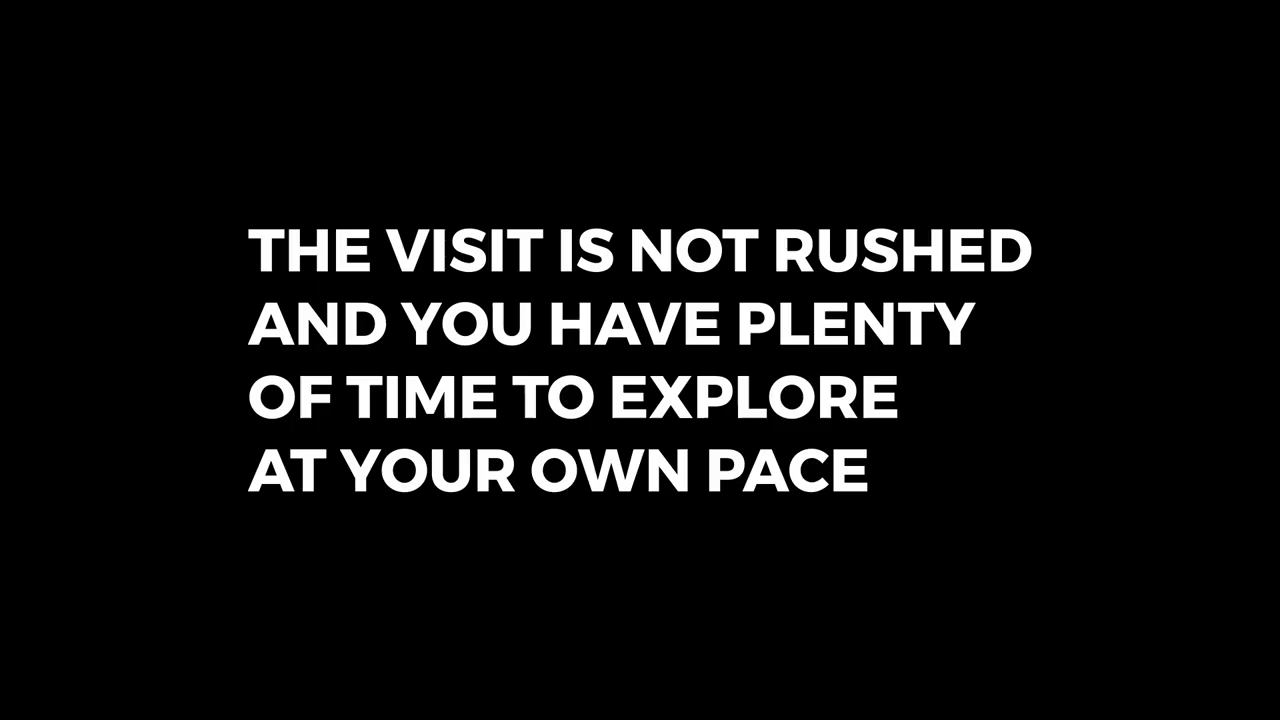 THE VISIT IS NOT RUSHED
AND YOU HAVE PLENTY
OF TIME TO EXPLORE
AT YOUR OWN PACE